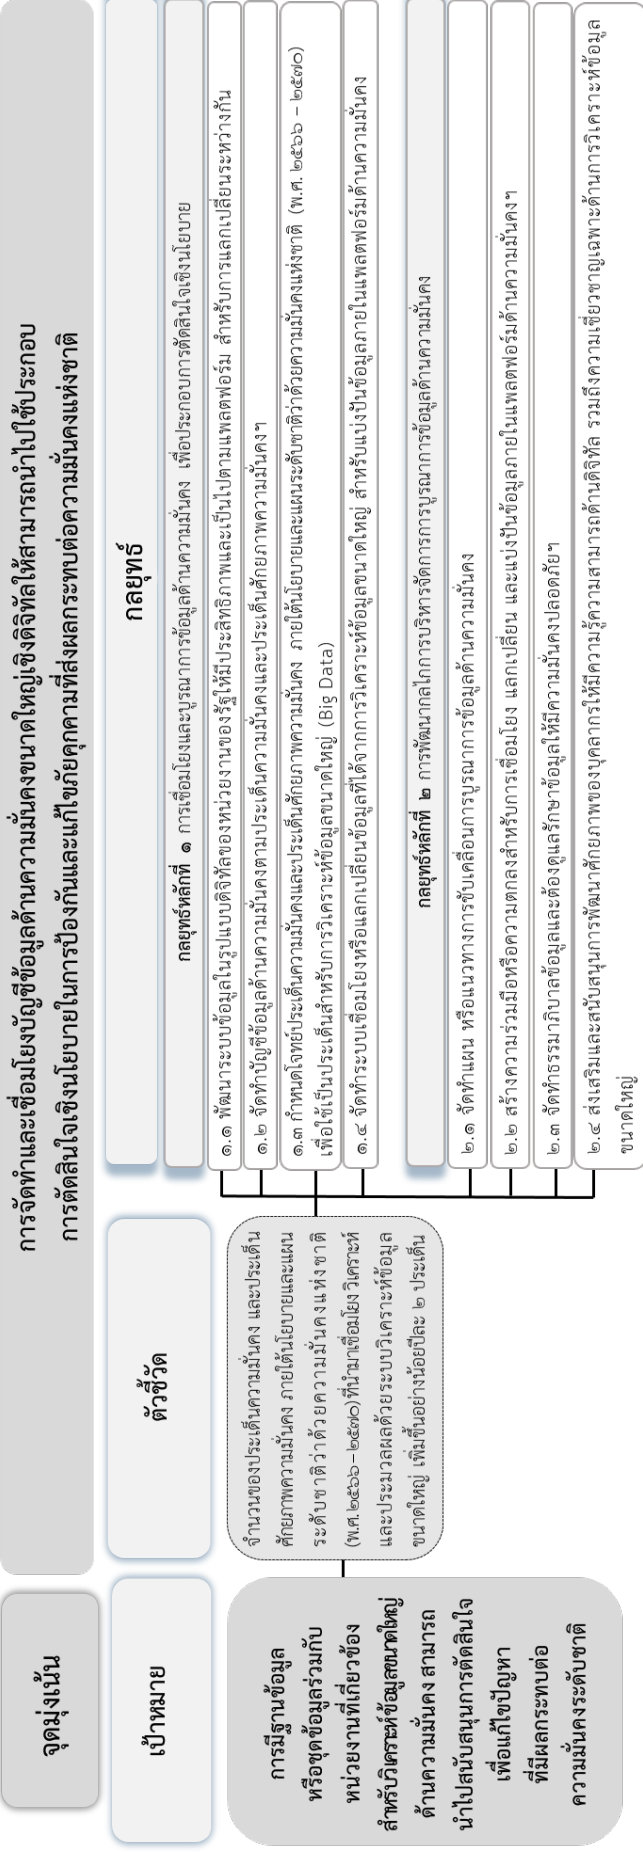 จุดมุ่งเน้น
การจัดทำและเชื่อมโยงบัญชีข้อมูลด้านความมั่นคงขนาดใหญ่เชิงดิจิทัลให้สามารถนำไปใช้ประกอบ
การตัดสินใจเชิงนโยบายในการป้องกันและแก้ไขภัยคุกคามที่ส่งผลกระทบต่อความมั่นคงแห่งชาติ
เป้าหมาย
ตัวชี้วัด
กลยุทธ์
การมีฐานข้อมูล
หรือชุดข้อมูลร่วมกับ
หน่วยงานที่เกี่ยวข้อง
สำหรับวิเคราะห์ข้อมูลขนาดใหญ่
ด้านความมั่นคง สามารถ
นำไปสนับสนุนการตัดสินใจ
เพื่อแก้ไขปัญหา
ที่มีผลกระทบต่อ
ความมั่นคงระดับชาติ
จำนวนของประเด็นความมั่นคง และประเด็น
ศักยภาพความมั่นคง ภายใต้นโยบายและแผน
ระดับชาติว่าด้วยความมั่นคงแห่งชาติ
(พ.ศ. ๒๕๖๖ – ๒๕๗๐) ที่นำมาเชื่อมโยง วิเคราะห์
และประมวลผลด้วยระบบวิเคราะห์ข้อมูล
ขนาดใหญ่ เพิ่มขึ้นอย่างน้อยปีละ ๒ ประเด็น
กลยุทธ์หลักที่ ๑ การเชื่อมโยงและบูรณาการข้อมูลด้านความมั่นคง เพื่อประกอบการตัดสินใจเชิงนโยบาย
๑.๑ พัฒนาระบบข้อมูลในรูปแบบดิจิทัลของหน่วยงานของรัฐให้มีประสิทธิภาพและเป็นไปตามแพลตฟอร์ม สำหรับการแลกเปลี่ยนระหว่างกัน
๑.๒ จัดทำบัญชีข้อมูลด้านความมั่นคงตามประเด็นความมั่นคงและประเด็นศักยภาพความมั่นคงฯ
๑.๓ กำหนดโจทย์ประเด็นความมั่นคงและประเด็นศักยภาพความมั่นคง ภายใต้นโยบายและแผนระดับชาติว่าด้วยความมั่นคงแห่งชาติ (พ.ศ. ๒๕๖๖ – ๒๕๗๐)
เพื่อใช้เป็นประเด็นสำหรับการวิเคราะห์ข้อมูลขนาดใหญ่ (Big Data)
๑.๔ จัดทำระบบเชื่อมโยงหรือแลกเปลี่ยนข้อมูลที่ได้จากการวิเคราะห์ข้อมูลขนาดใหญ่ สำหรับแบ่งปันข้อมูลภายในแพลตฟอร์มด้านความมั่นคง
กลยุทธ์หลักที่ ๒ การพัฒนากลไกการบริหารจัดการการบูรณาการข้อมูลด้านความมั่นคง
๒.๑ จัดทำแผน หรือแนวทางการขับเคลื่อนการบูรณาการข้อมูลด้านความมั่นคง
๒.๒ สร้างความร่วมมือหรือความตกลงสำหรับการเชื่อมโยง แลกเปลี่ยน และแบ่งปันข้อมูลภายในแพลตฟอร์มด้านความมั่นคงฯ
๒.๓ จัดทำธรรมาภิบาลข้อมูลและต้องดูแลรักษาข้อมูลให้มีความมั่นคงปลอดภัยฯ
๒.๔ ส่งเสริมและสนับสนุนการพัฒนาศักยภาพของบุคลากรให้มีความรู้ความสามารถด้านดิจิทัล รวมถึงความเชี่ยวชาญเฉพาะด้านการวิเคราะห์ข้อมูล
ขนาดใหญ่